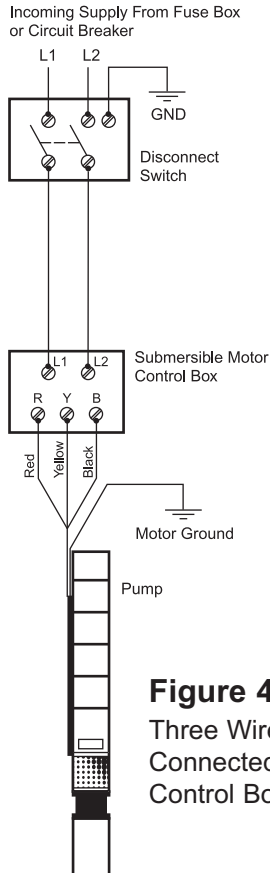 Incoming Supply From Fuse Box
or Circuit Breaker
L1 L2
GND
Disconnect
Switch
L1 L2
Submersible Motor
Control Box
R Y B
Red
Yellow
Black
Motor Ground
Pump
Figure 4
Three Wire
Connected
Control Bo